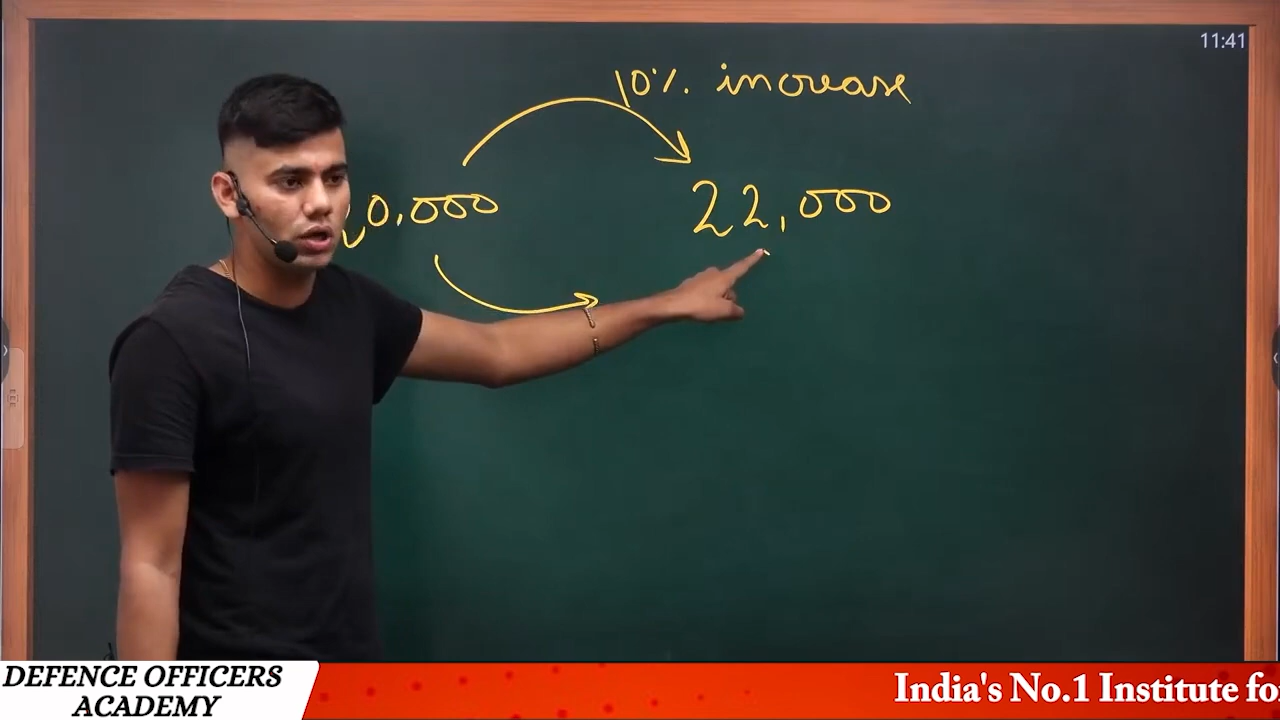 11:41
10% increase
0,000
22,000
DEFENCE OFFICERS
ACADEMY
India's No.1 Institute fo